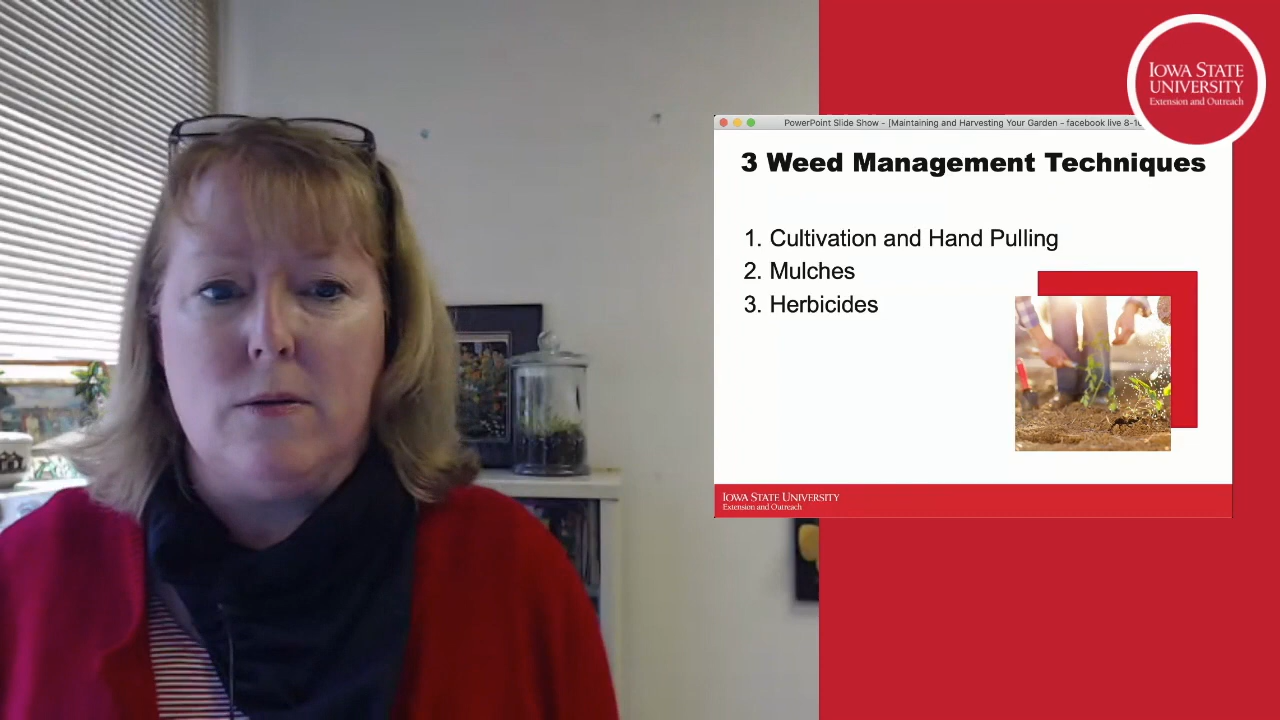 IOWA STATE
UNIVERSITY
Extension and Outreach
PowerPoint Slide Show - [Maintaining and Harvesting Your Garden - facebook live 8-
3 Weed Management Techniques
1. Cultivation and Hand Pulling
2. Mulches
3. Herbicides
IOWA STATE UNIVERSITY
Extension and Outreach